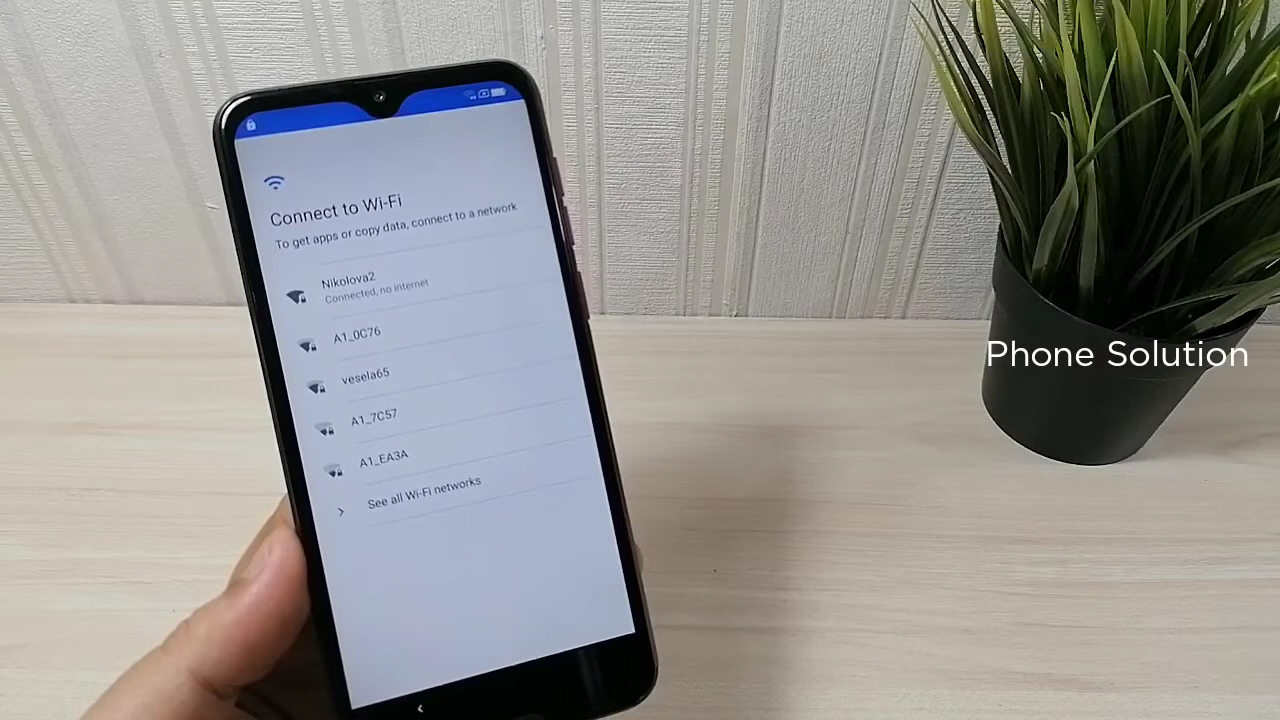 Connect to Wi-Fi
To get apps or copy data, connect to a network
Nikolova2
Connected, no internet
A1_0C76
vesela65
A1_7C57
A1_EA3A
See all Wi-Fi networks
Phone Solution